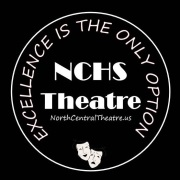 EXCELLENCE IS THE ONLY OPTION
NCHS
Theatre
NorthCentralTheatre.us